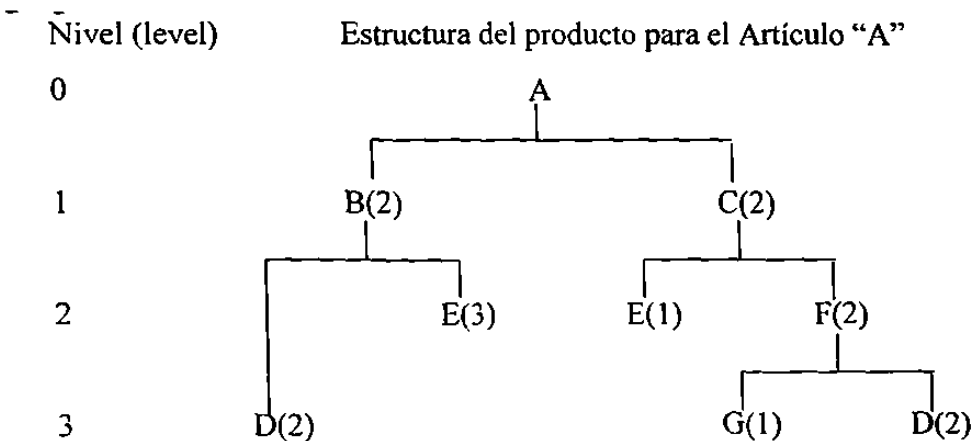 Nivel (level) Estructura del producto para el Artículo “A”
0 A
1 B(2) C(2)
2 E(3) E(1) F(2)
3 D(2) G(1) D(2)